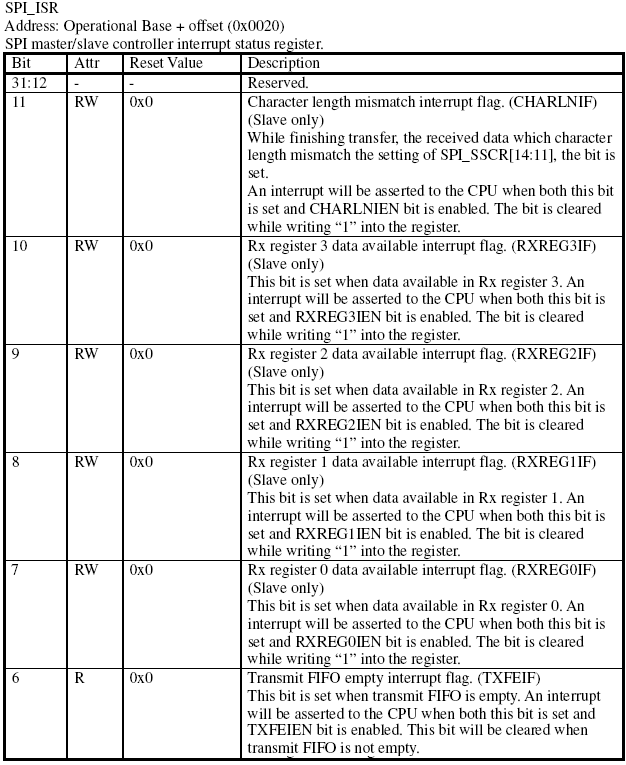 SPI_ISR
Address: Operational Base + offset (0x0020)
SPI master/slave controller interrupt status register.
Bit Attr Reset Value Description
31:12 - - Reserved.
11 RW 0x0 Character length mismatch interrupt flag. (CHARLNIF)
(Slave only)
While finishing transfer, the received data which character
length mismatch the setting of SPI_SSCR[14:11], the bit is
set.
An interrupt will be asserted to the CPU when both this bit
is set and CHARLNIEN bit is enabled. The bit is cleared
while writing “1” into the register.
10 RW 0x0 Rx register 3 data available interrupt flag. (RXREG3IF)
(Slave only)
This bit is set when data available in Rx register 3. An
interrupt will be asserted to the CPU when both this bit is
set and RXREG3IEN bit is enabled. The bit is cleared
while writing “1” into the register.
9 RW 0x0 Rx register 2 data available interrupt flag. (RXREG2IF)
(Slave only)
This bit is set when data available in Rx register 2. An
interrupt will be asserted to the CPU when both this bit is
set and RXREG2IEN bit is enabled. The bit is cleared
while writing “1” into the register.
8 RW 0x0 Rx register 1 data available interrupt flag. (RXREG1IF)
(Slave only)
This bit is set when data available in Rx register 1. An
interrupt will be asserted to the CPU when both this bit is
set and RXREG1IEN bit is enabled. The bit is cleared
while writing “1” into the register.
7 RW 0x0 Rx register 0 data available interrupt flag. (RXREG0IF)
(Slave only)
This bit is set when data available in Rx register 0. An
interrupt will be asserted to the CPU when both this bit is
set and RXREG0IEN bit is enabled. The bit is cleared
while writing “1” into the register.
6 R 0x0 Transmit FIFO empty interrupt flag. (TXFEIF)
This bit is set when transmit FIFO is empty. An interrupt
will be asserted to the CPU when both this bit is set and
TXFEIEN bit is enabled. This bit will be cleared when
transmit FIFO is not empty.